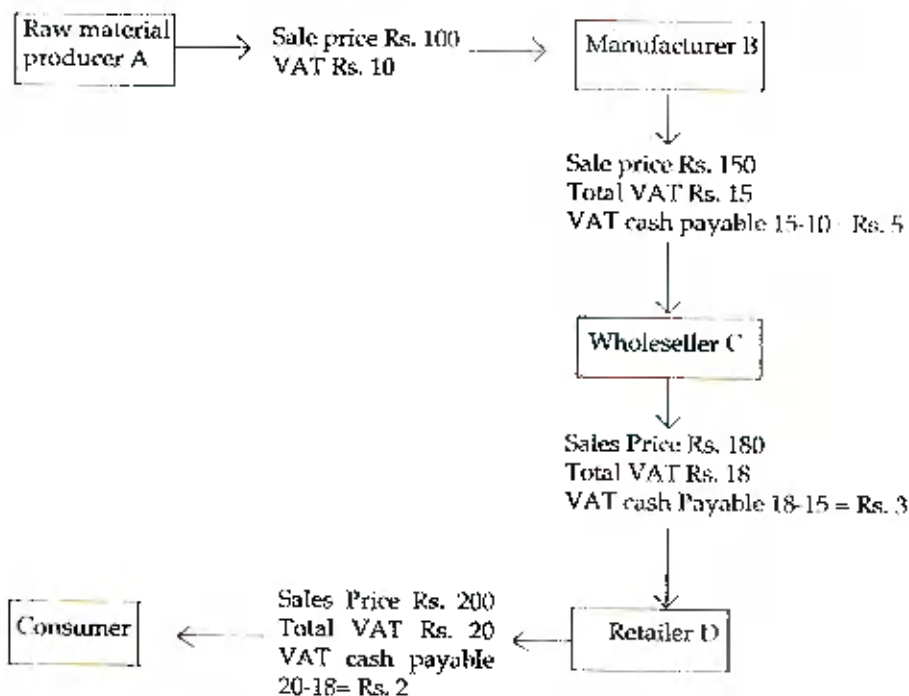 Raw material
producer A
Sale price Rs. 100
VAT Rs. 10
Manufacturer B
Sale price Rs. 150
Total VAT Rs. 15
VAT cash payable 15-10 Rs. 5
Wholeseller C
Sales Price Rs. 180
Total VAT Rs. 18
VAT cash Payable 18-15 = Rs. 3
Retailer D
Sales Price Rs. 200
Total VAT Rs. 20
VAT cash payable
20-18= Rs. 2
Consumer